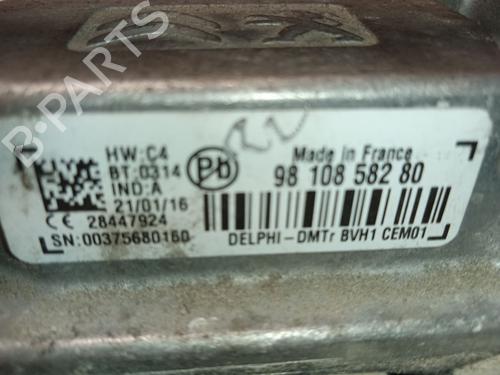 HW:C4
BT:0314
IND:A
21/01/16
CE 28447924
SN:00375680160
Pb
Made in France
98 108 582 80
DELPHI-DMTr BVH1 CEM01